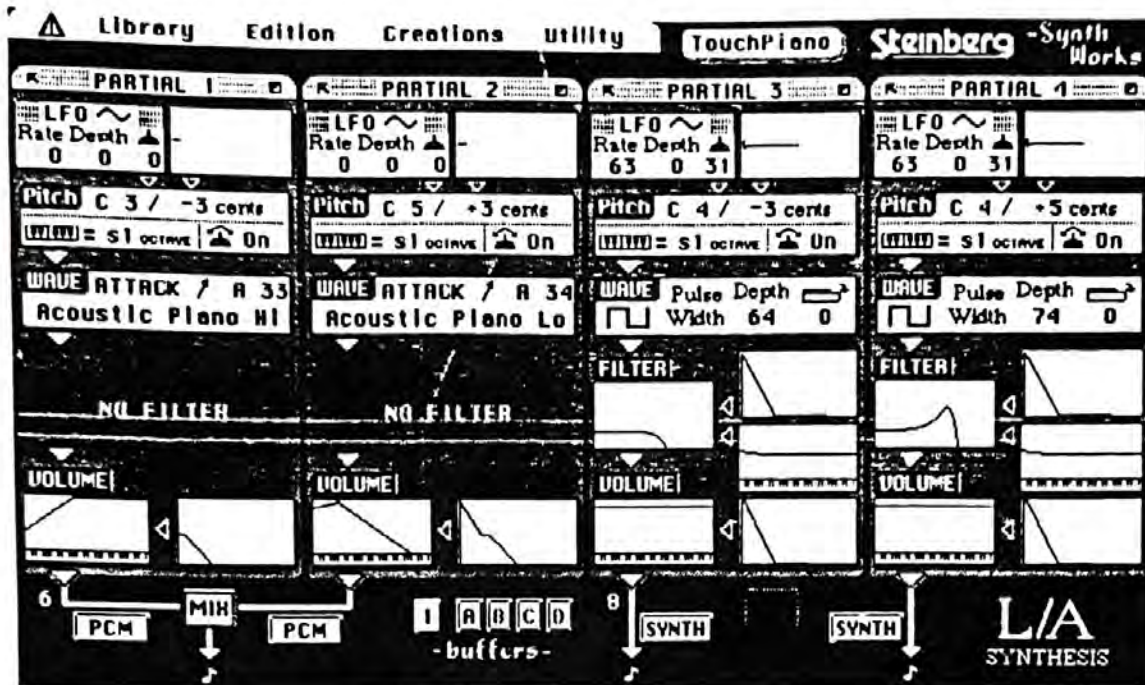 Library Edition Creations Utility TouchPiano Steinberg -Synth Works
PARTIAL 1
LFO
Rate Depth
0 0 0
Pitch C 3 / -3 cents
= s1 OCTAVE On
WAVE ATTACK A 33
Acoustic Piano Hi
NO FILTER
VOLUME
PARTIAL 2
LFO
Rate Depth
0 0 0
Pitch C 5 / +3 cents
= s1 OCTAVE On
WAVE ATTACK A 34
Acoustic Piano Lo
NO FILTER
VOLUME
PARTIAL 3
LFO
Rate Depth
63 0 31
Pitch C 4 / -3 cents
= s1 OCTAVE On
WAVE Pulse Depth
Width 64 0
FILTER
VOLUME
PARTIAL 4
LFO
Rate Depth
63 0 31
Pitch C 4 / +5 cents
= s1 OCTAVE On
WAVE Pulse Depth
Width 74 0
FILTER
VOLUME
6 PCM MIX PCM
1 A B C D
-buffers-
8 SYNTH SYNTH
L/A
SYNTHESIS